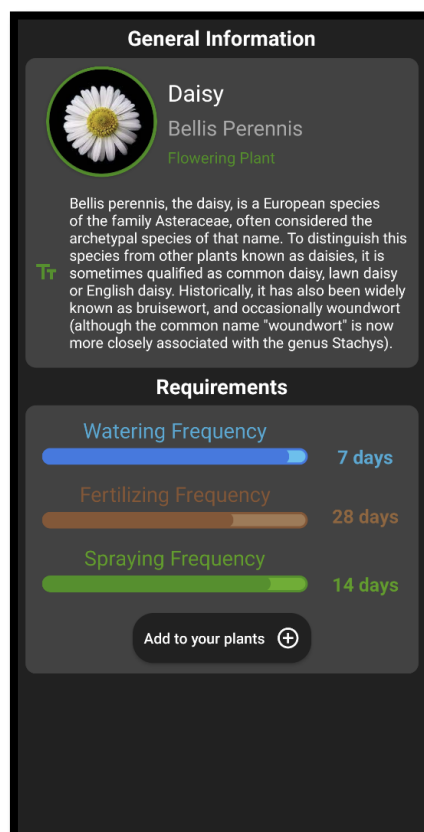 General Information
Daisy
Bellis Perennis
Flowering Plant
Bellis perennis, the daisy, is a European species
of the family Asteraceae, often considered the
archetypal species of that name. To distinguish this
species from other plants known as daisies, it is
sometimes qualified as common daisy, lawn daisy
or English daisy. Historically, it has also been widely
known as bruisewort, and occasionally woundwort
(although the common name "woundwort" is now
more closely associated with the genus Stachys).
Requirements
Watering Frequency
7 days
Fertilizing Frequency
28 days
Spraying Frequency
14 days
Add to your plants